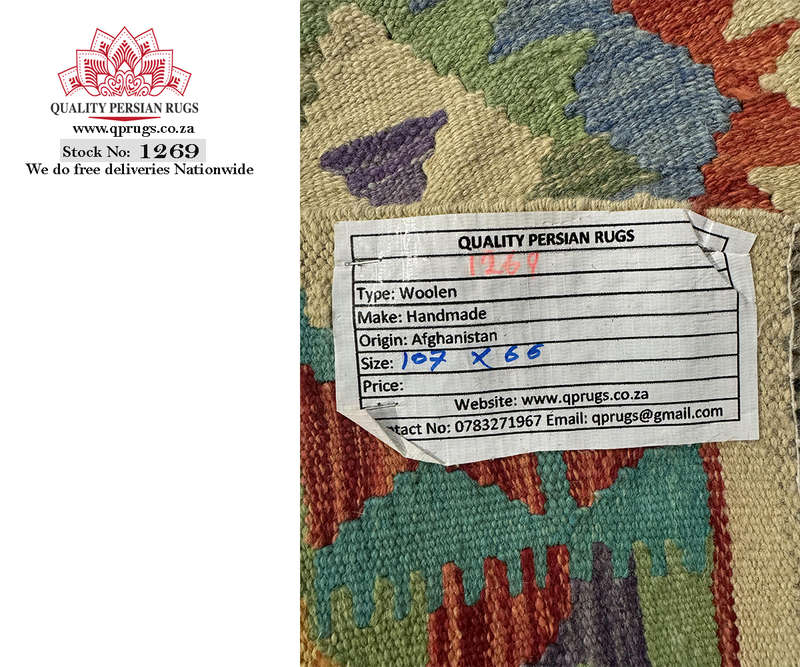 QUALITY PERSIAN RUGS
www.qprugs.co.za
Stock No: 1269
We do free deliveries Nationwide
QUALITY PERSIAN RUGS
1269
Type: Woolen
Make: Handmade
Origin: Afghanistan
Size: 107 x 66
Price:
Website: www.qprugs.co.za
No: 0783271967 Email: qprugs@gmail.com